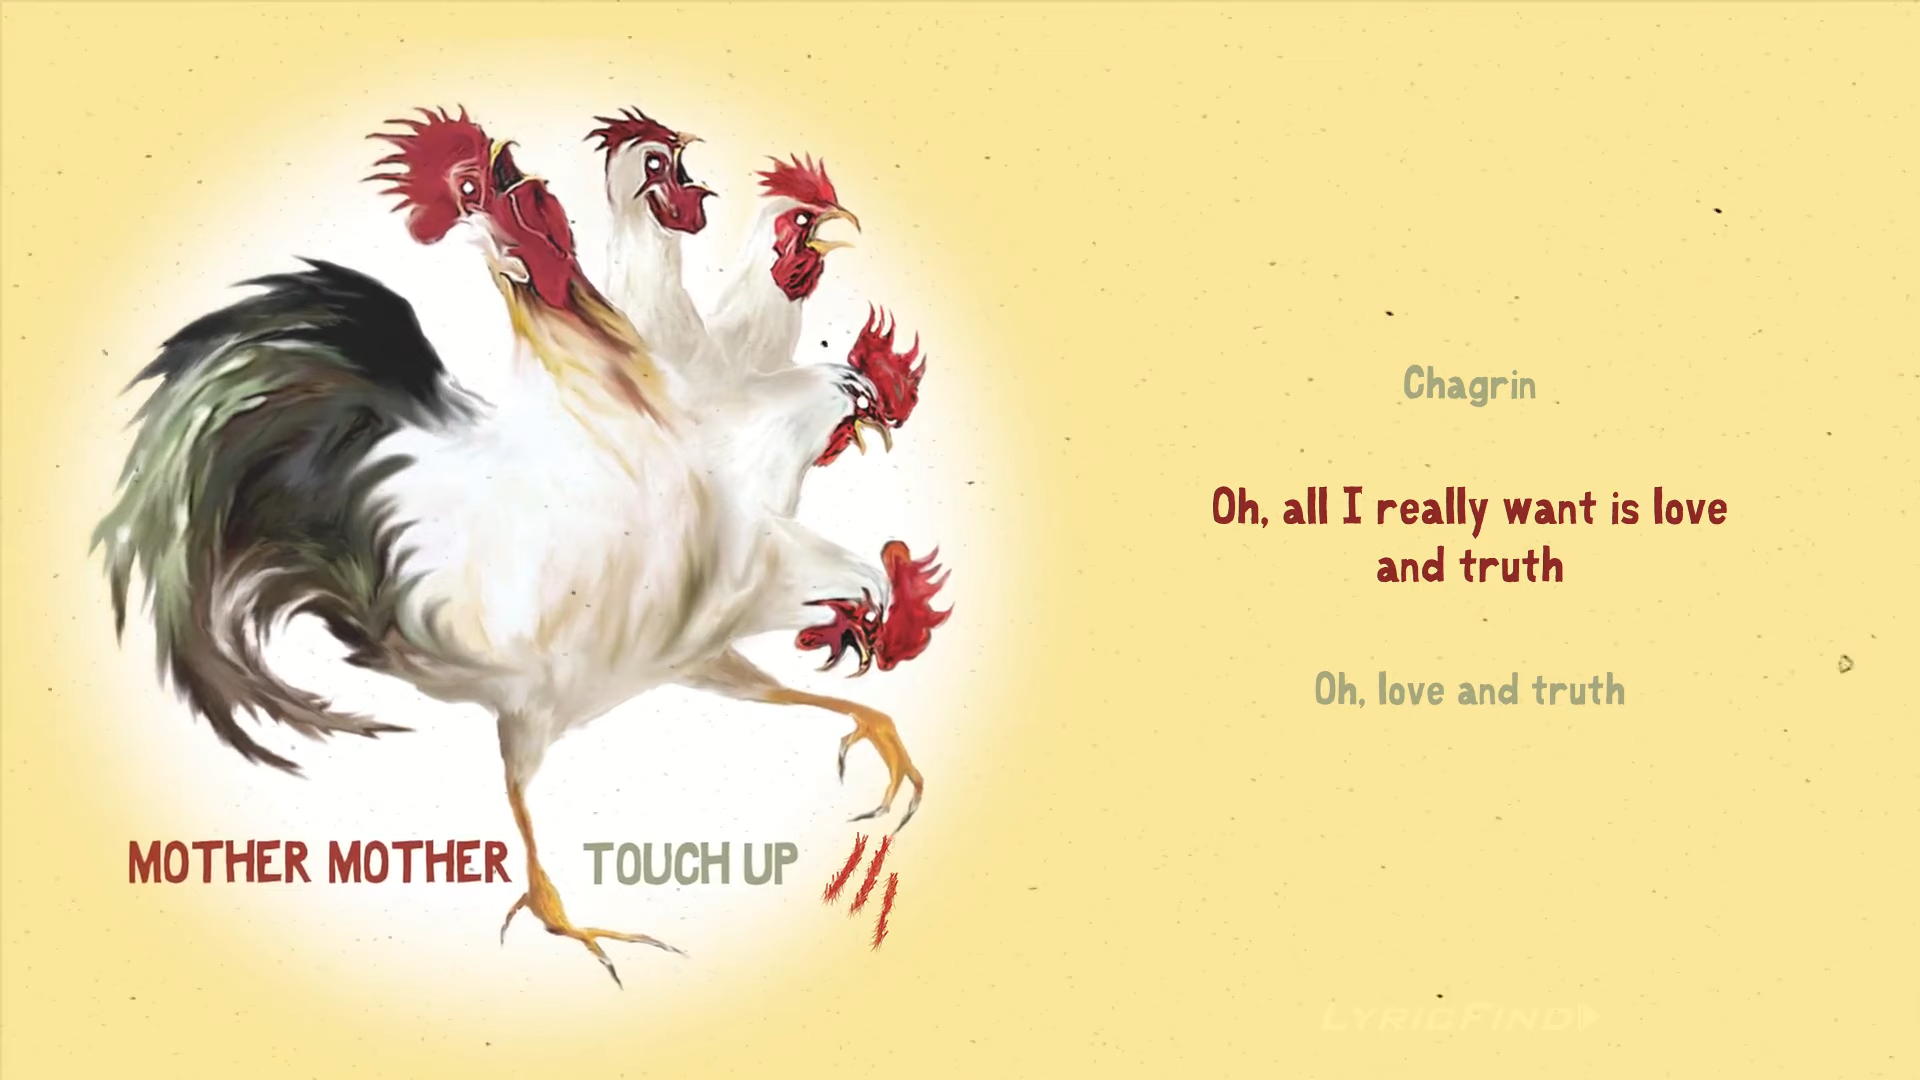 MOTHER MOTHER TOUCH UP
Chagrin
Oh, all I really want is love
and truth
Oh, love and truth
LYRICFIND